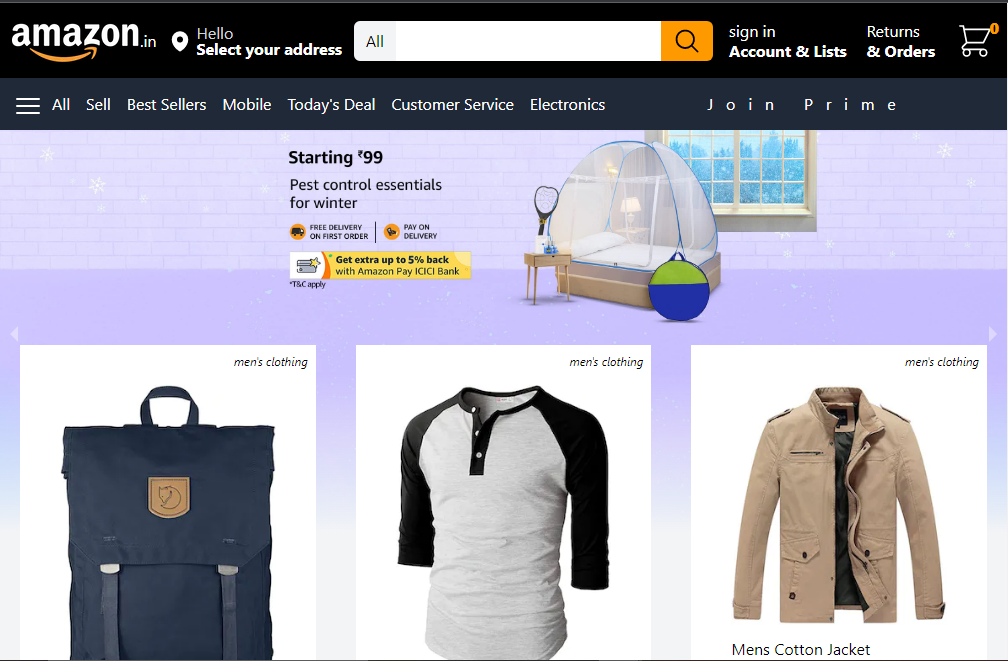 amazon.in
Hello
Select your address
All
sign in
Account & Lists
Returns
& Orders
0
All Sell Best Sellers Mobile Today's Deal Customer Service Electronics Join Prime
Starting ₹99
Pest control essentials
for winter
FREE DELIVERY
ON FIRST ORDER
PAY ON
DELIVERY
Get extra up to 5% back
with Amazon Pay ICICI Bank
*T&C apply
men's clothing
men's clothing
men's clothing
Mens Cotton Jacket